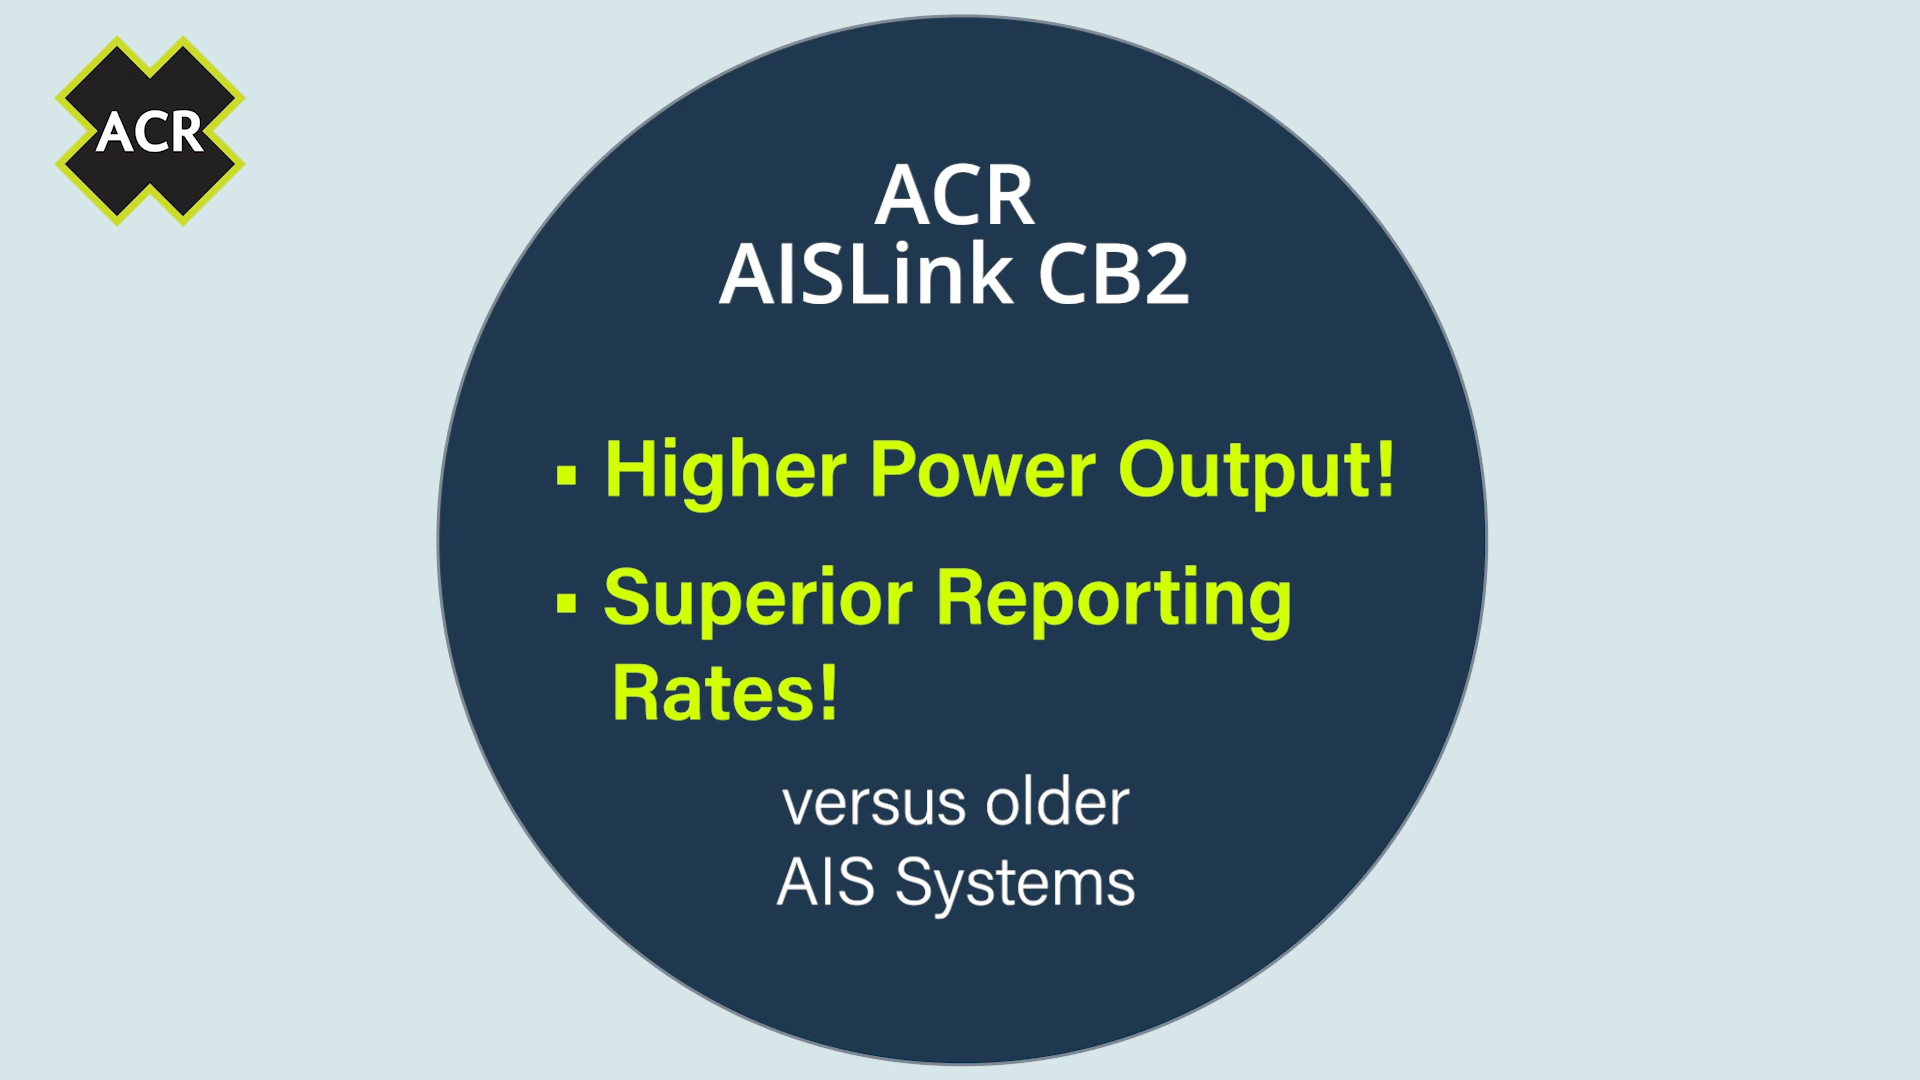 ACR
ACR
AISLink CB2
▪ Higher Power Output!
▪ Superior Reporting
Rates!
versus older
AIS Systems